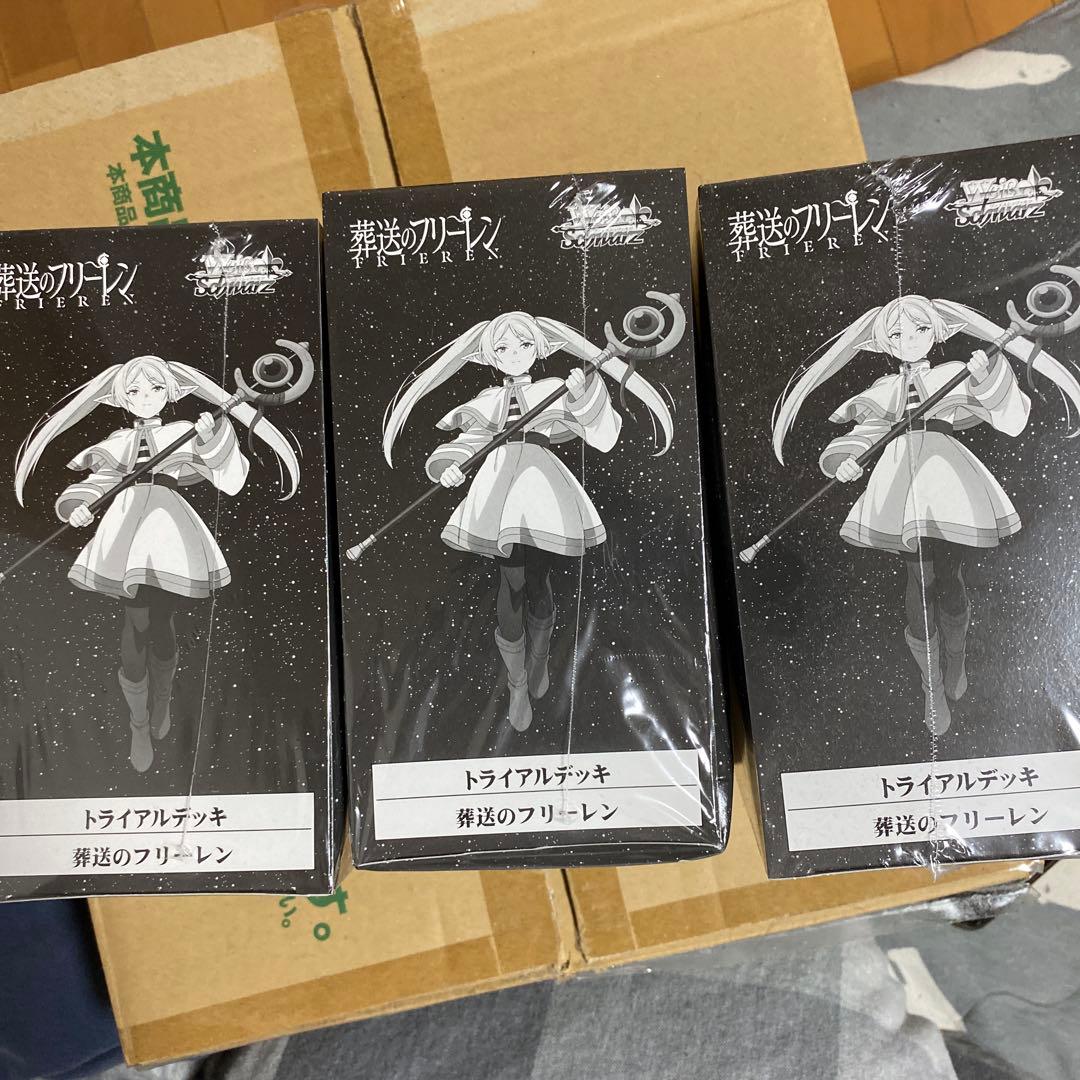 本商
本商品
葬送のフリーレン
FRIEREN
Weiß
Schwarz
トライアルデッキ
葬送のフリーレン
葬送のフリーレン
FRIEREN
Weiß
Schwarz
トライアルデッキ
葬送のフリーレン
葬送のフリーレン
FRIEREN
Weiß
Schwarz
トライアルデッキ
葬送のフリーレン
す。
い。